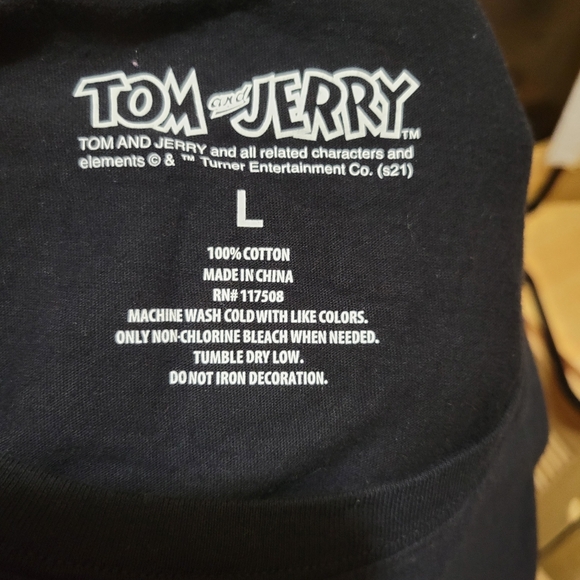 TOM and JERRY™
TOM AND JERRY and all related characters and
elements © & ™ Turner Entertainment Co. (s21)
L
100% COTTON
MADE IN CHINA
RN# 117508
MACHINE WASH COLD WITH LIKE COLORS.
ONLY NON-CHLORINE BLEACH WHEN NEEDED.
TUMBLE DRY LOW.
DO NOT IRON DECORATION.